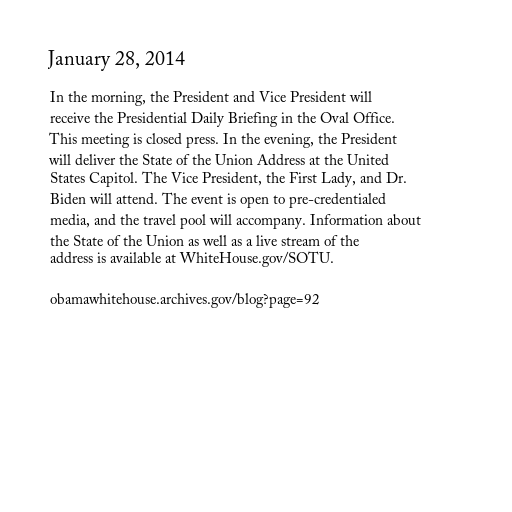 January 28, 2014
In the morning, the President and Vice President will
receive the Presidential Daily Briefing in the Oval Office.
This meeting is closed press. In the evening, the President
will deliver the State of the Union Address at the United
States Capitol. The Vice President, the First Lady, and Dr.
Biden will attend. The event is open to pre-credentialed
media, and the travel pool will accompany. Information about
the State of the Union as well as a live stream of the
address is available at WhiteHouse.gov/SOTU.
obamawhitehouse.archives.gov/blog?page=92